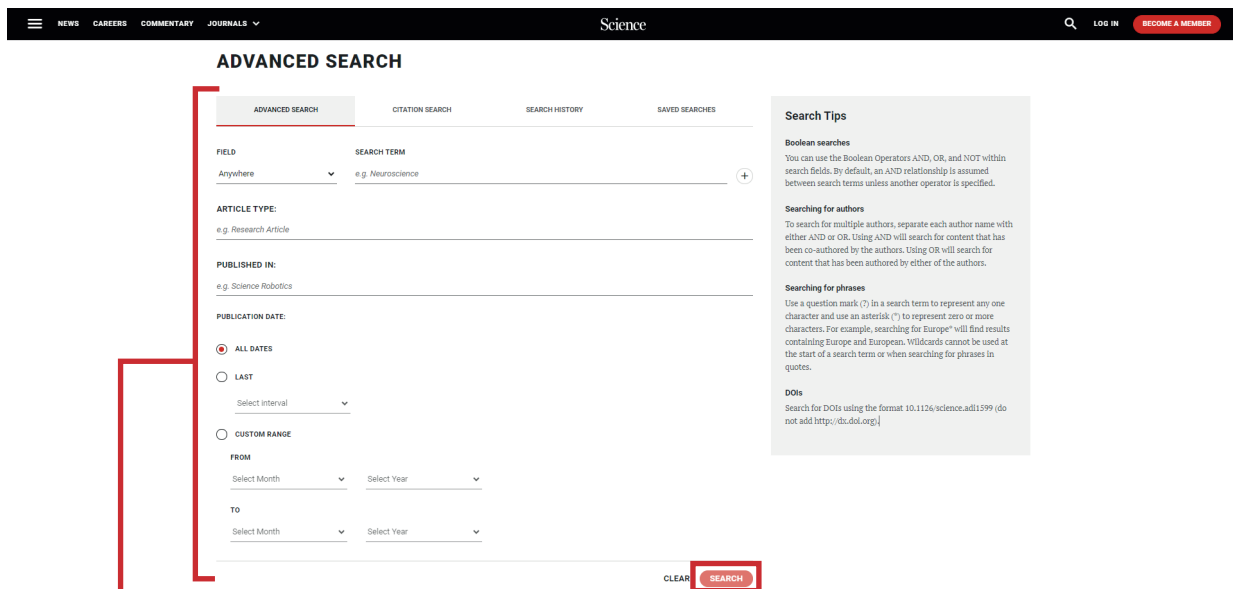 NEWS CAREERS COMMENTARY JOURNALS Science LOG IN BECOME A MEMBER
ADVANCED SEARCH
ADVANCED SEARCH CITATION SEARCH SEARCH HISTORY SAVED SEARCHES
FIELD SEARCH TERM
Anywhere e.g. Neuroscience
ARTICLE TYPE:
e.g. Research Article
PUBLISHED IN:
e.g. Science Robotics
PUBLICATION DATE:
ALL DATES
LAST
Select interval
CUSTOM RANGE
FROM
Select Month Select Year
TO
Select Month Select Year
CLEAR SEARCH
Search Tips
Boolean searches
You can use the Boolean Operators AND, OR, and NOT within
search fields. By default, an AND relationship is assumed
between search terms unless another operator is specified.
Searching for authors
To search for multiple authors, separate each author name with
either AND or OR. Using AND will search for content that has
been co-authored by the authors. Using OR will search for
content that has been authored by either of the authors.
Searching for phrases
Use a question mark (?) in a search term to represent any one
character and use an asterisk (*) to represent zero or more
characters. For example, searching for Europe* will find results
containing Europe and European. Wildcards cannot be used at
the start of a search term or when searching for phrases in
quotes.
DOIs
Search for DOIs using the format 10.1126/science.adi1599 (do
not add http://dx.doi.org).